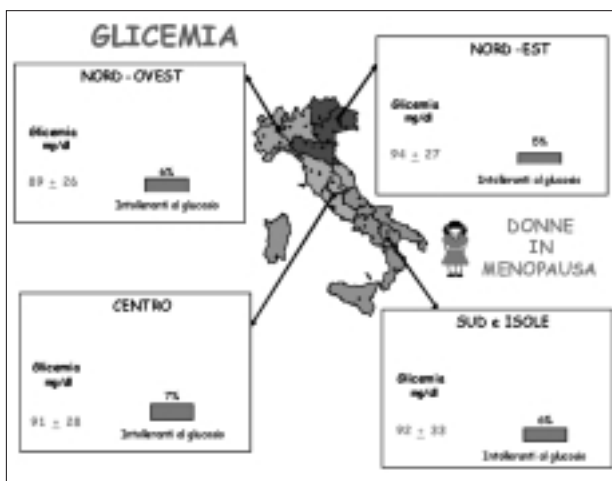 GLICEMIA
NORD - OVEST
Glicemia
mg/dl
89 ± 26
6%
Intolleranti al glucosio
NORD -EST
Glicemia
mg/dl
94 ± 27
5%
Intolleranti al glucosio
DONNE
IN
MENOPAUSA
CENTRO
Glicemia
mg/dl
91 ± 28
7%
Intolleranti al glucosio
SUD e ISOLE
Glicemia
mg/dl
92 ± 33
6%
Intolleranti al glucosio